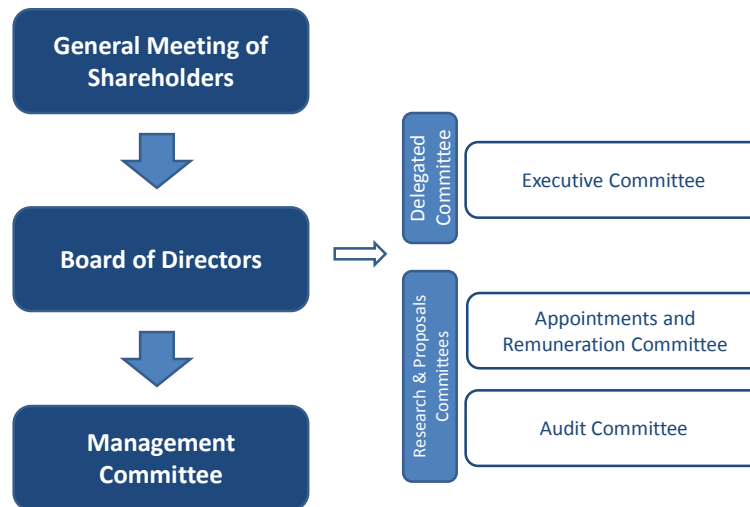 General Meeting of
Shareholders
Board of Directors
Management
Committee
Delegated
Committee
Executive Committee
Research & Proposals
Committees
Appointments and
Remuneration Committee
Audit Committee